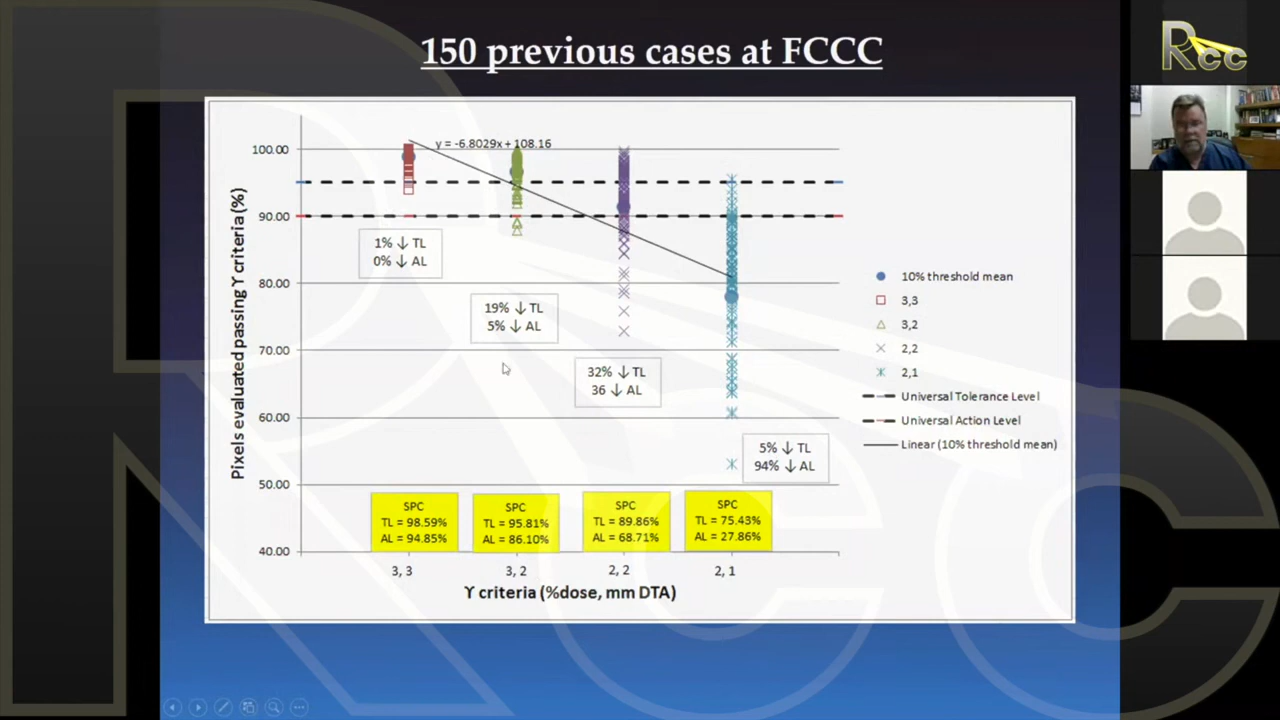 150 previous cases at FCCC
Rcc
y = -6.8029x + 108.16
100.00
90.00
80.00
70.00
60.00
50.00
40.00
Pixels evaluated passing ϒ criteria (%)
1% ↓ TL
0% ↓ AL
19% ↓ TL
5% ↓ AL
32% ↓ TL
36 ↓ AL
5% ↓ TL
94% ↓ AL
SPC
TL = 98.59%
AL = 94.85%
SPC
TL = 95.81%
AL = 86.10%
SPC
TL = 89.86%
AL = 68.71%
SPC
TL = 75.43%
AL = 27.86%
3, 3
3, 2
2, 2
2, 1
ϒ criteria (%dose, mm DTA)
10% threshold mean
3,3
3,2
2,2
2,1
Universal Tolerance Level
Universal Action Level
Linear (10% threshold mean)